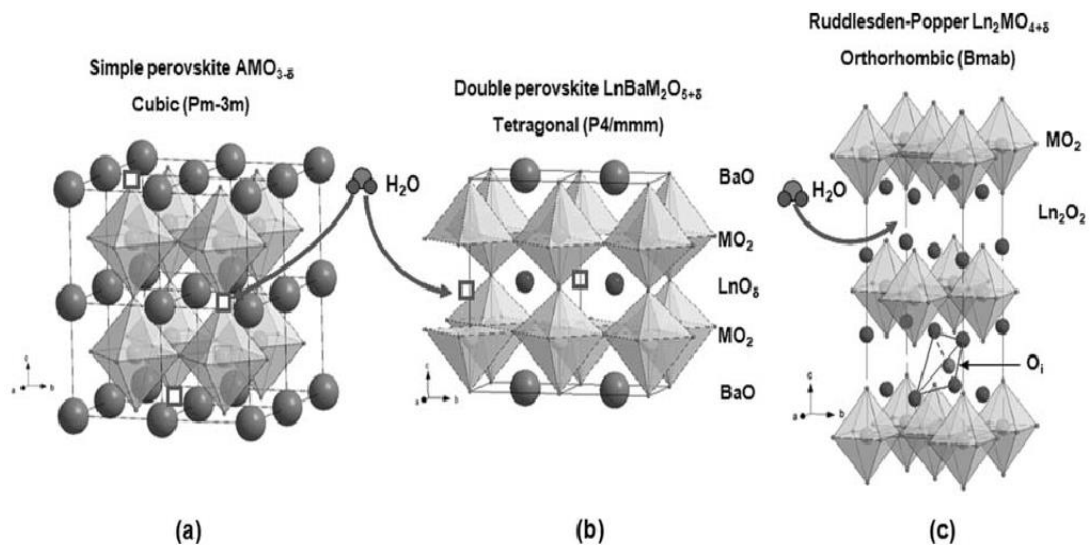 Simple perovskite AMO₃₋δ
Cubic (Pm-3m)
H₂O
c
a
b
(a)
Double perovskite LnBaM₂O₅₊δ
Tetragonal (P4/mmm)
BaO
MO₂
LnOδ
MO₂
BaO
c
a
b
(b)
Ruddlesden-Popper Ln₂MO₄₊δ
Orthorhombic (Bmab)
MO₂
H₂O
Ln₂O₂
Oᵢ
a
b
(c)